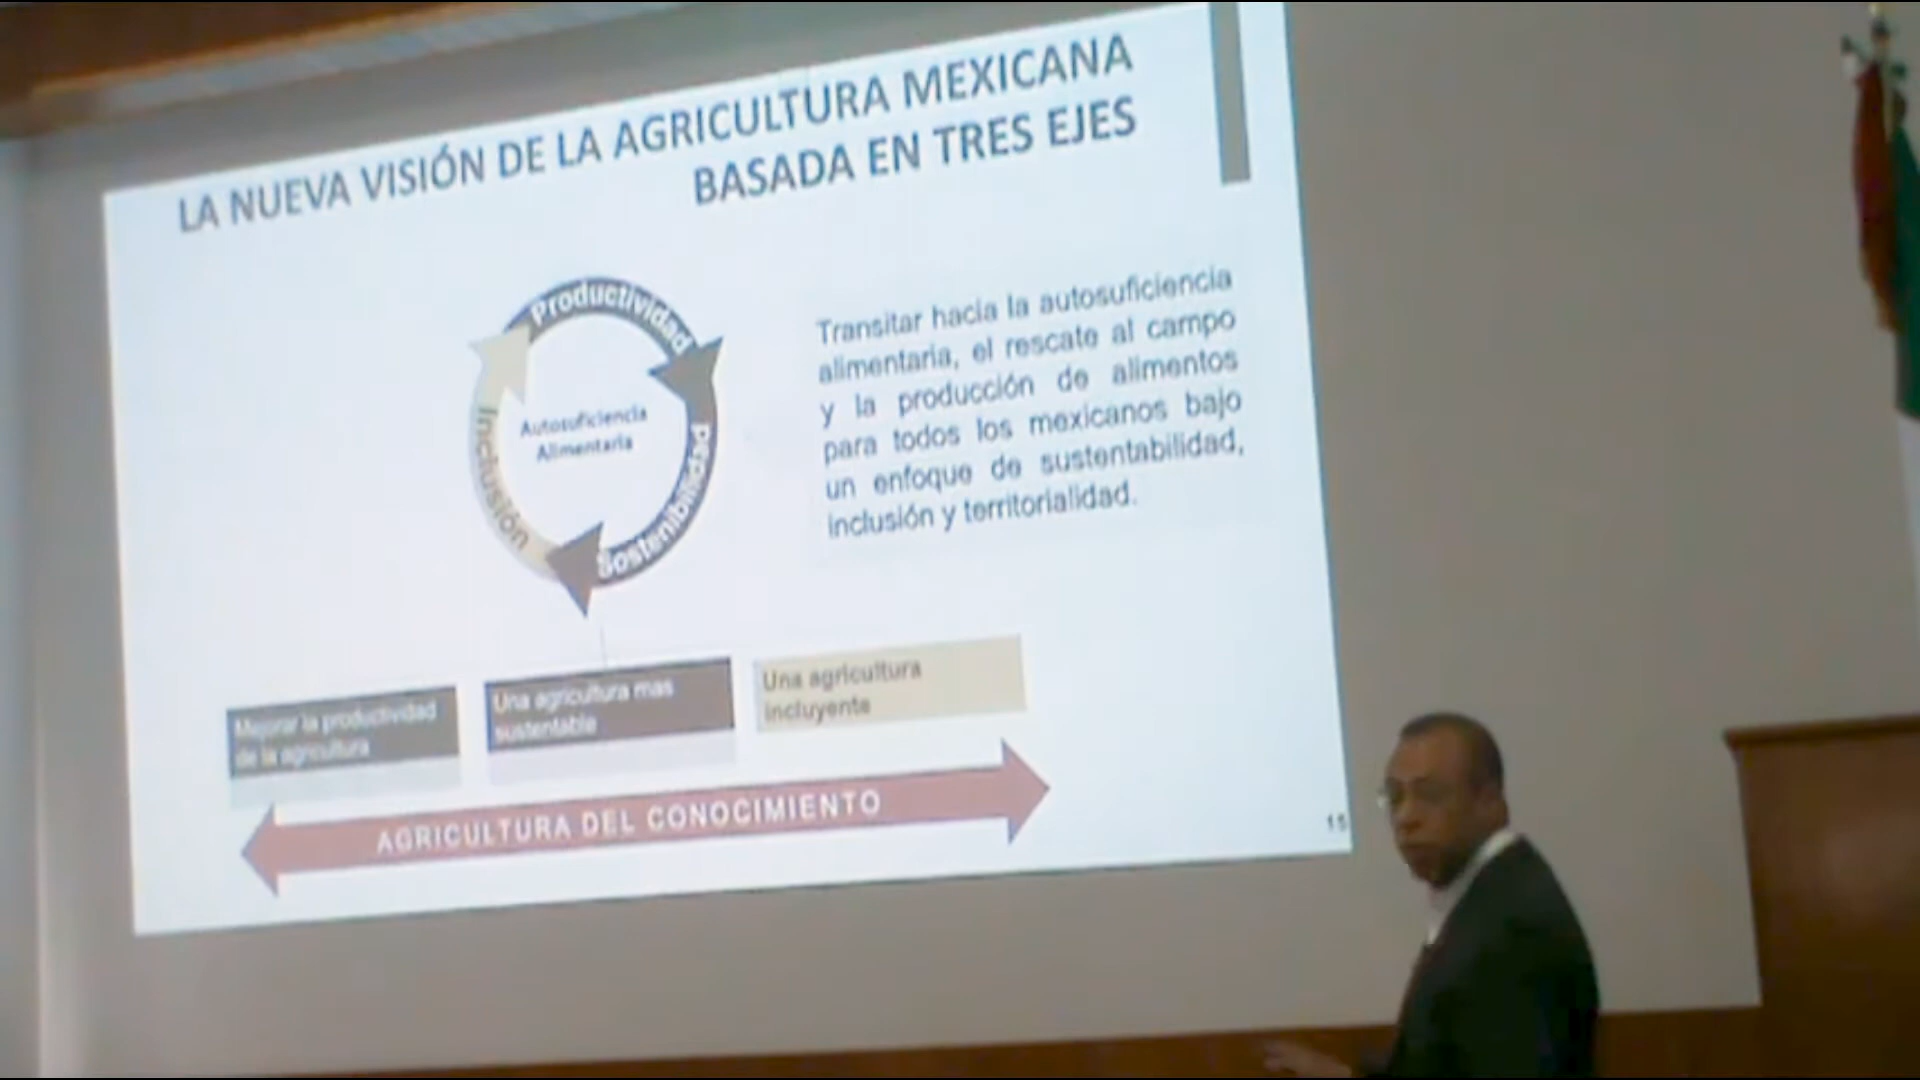 LA NUEVA VISIÓN DE LA AGRICULTURA MEXICANA
BASADA EN TRES EJES
Productividad
Sostenibilidad
Inclusión
Autosuficiencia
Alimentaria
Transitar hacia la autosuficiencia
alimentaria, el rescate al campo
y la producción de alimentos
para todos los mexicanos bajo
un enfoque de sustentabilidad,
inclusión y territorialidad.
Mejorar la productividad
de la agricultura
Una agricultura mas
sustentable
Una agricultura
incluyente
AGRICULTURA DEL CONOCIMIENTO
15